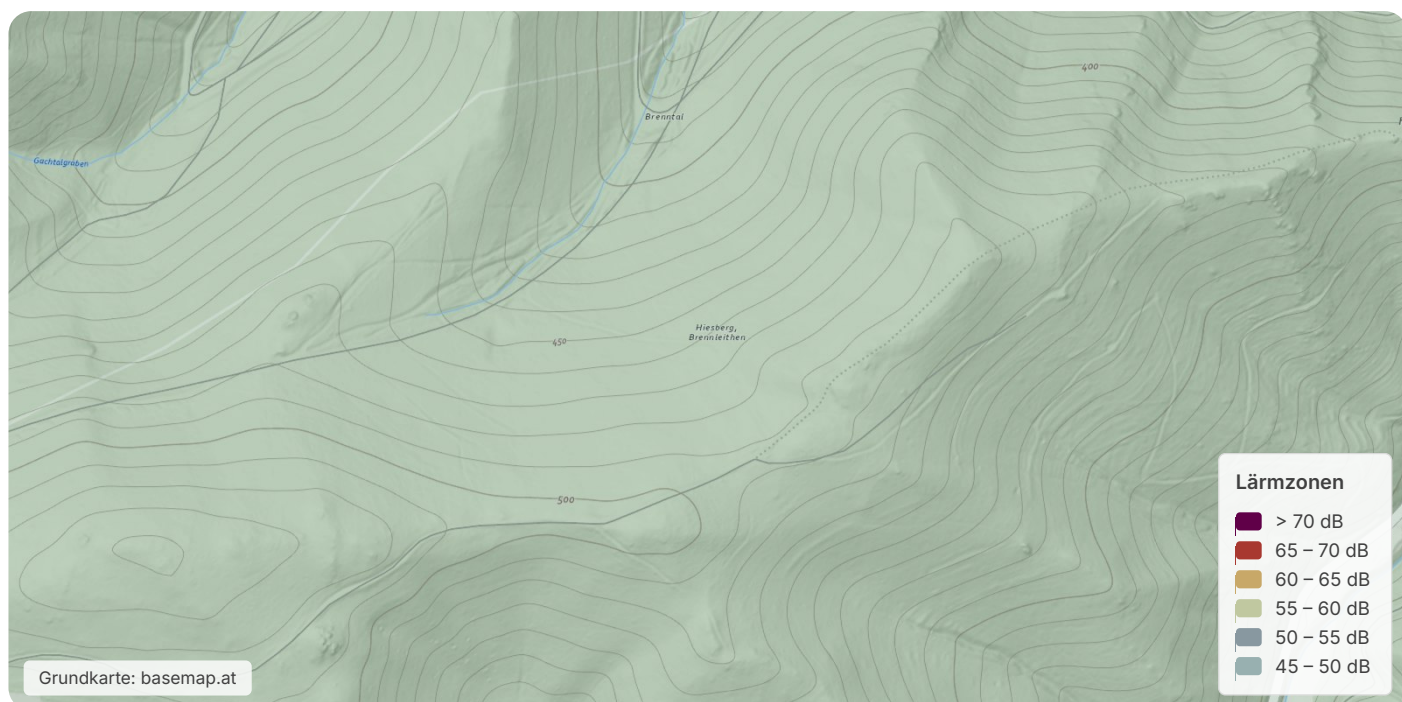 400
Brenntal
Gachtalgraben
Hiesberg,
Brennleithen
450
500
Lärmzonen
> 70 dB
65 – 70 dB
60 – 65 dB
55 – 60 dB
50 – 55 dB
45 – 50 dB
Grundkarte: basemap.at